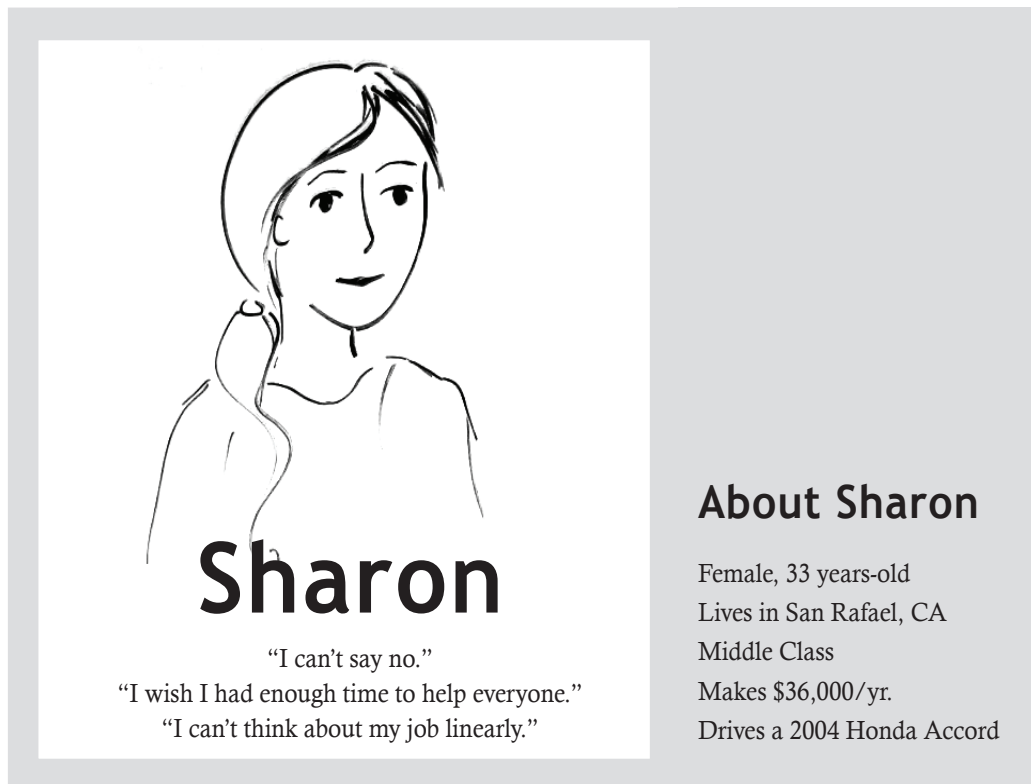 Sharon
“I can’t say no.”
“I wish I had enough time to help everyone.”
“I can’t think about my job linearly.”
About Sharon
Female, 33 years-old
Lives in San Rafael, CA
Middle Class
Makes $36,000/yr.
Drives a 2004 Honda Accord